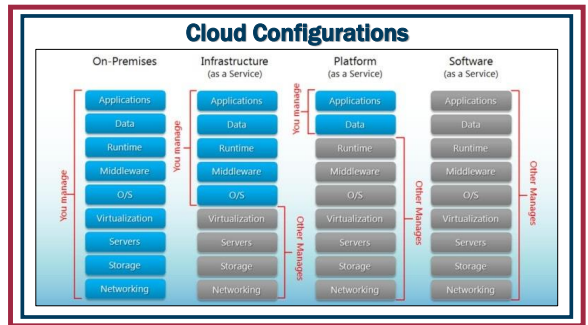 Cloud Configurations
On-Premises
Infrastructure
(as a Service)
Platform
(as a Service)
Software
(as a Service)
You manage
Applications
Data
Runtime
Middleware
O/S
Virtualization
Servers
Storage
Networking
You manage
Applications
Data
Runtime
Middleware
O/S
Virtualization
Servers
Storage
Networking
Other Manages
You manage
Applications
Data
Runtime
Middleware
O/S
Virtualization
Servers
Storage
Networking
Other Manages
Applications
Data
Runtime
Middleware
O/S
Virtualization
Servers
Storage
Networking
Other Manages